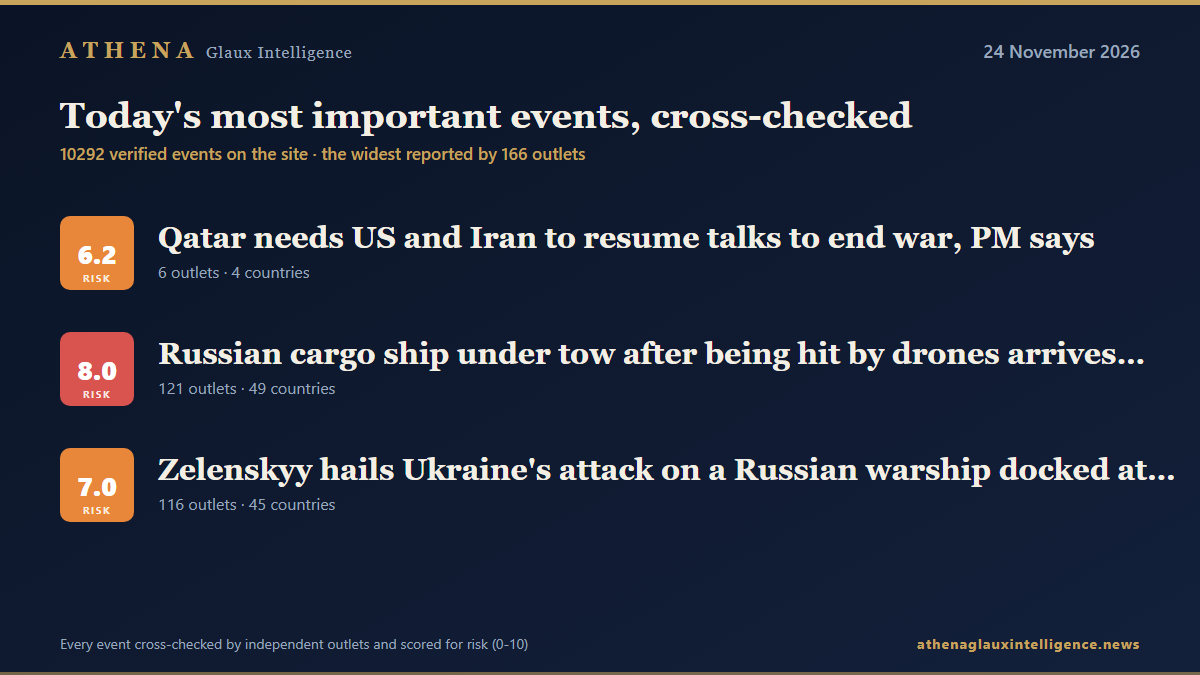 ATHENA Glaux Intelligence
24 November 2026
Today's most important events, cross-checked
10292 verified events on the site · the widest reported by 166 outlets
6.2
RISK
Qatar needs US and Iran to resume talks to end war, PM says
6 outlets · 4 countries
8.0
RISK
Russian cargo ship under tow after being hit by drones arrives...
121 outlets · 49 countries
7.0
RISK
Zelenskyy hails Ukraine's attack on a Russian warship docked at...
116 outlets · 45 countries
Every event cross-checked by independent outlets and scored for risk (0-10)
athenaglauxintelligence.news